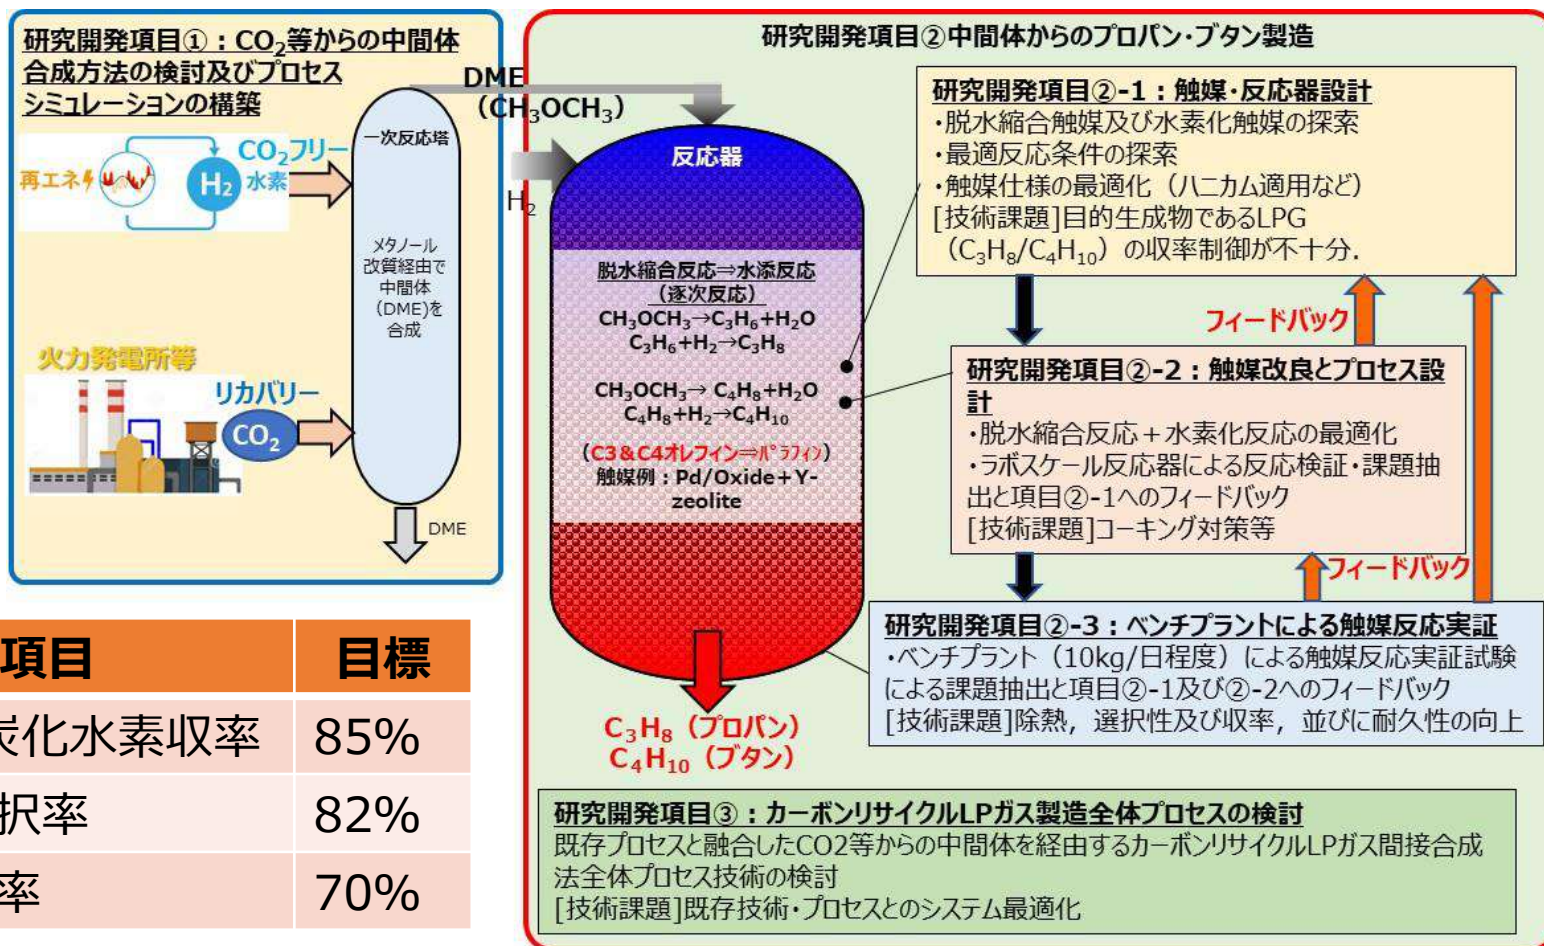 研究開発項目①：CO₂等からの中間体
合成方法の検討及びプロセス
シミュレーションの構築
再エネ
H₂
CO₂フリー
水素
一次反応塔
メタノール
改質経由で
中間体
（DME)を
合成
火力発電所等
リカバリー
CO₂
DME
DME
（CH₃OCH₃）
H₂
研究開発項目②中間体からのプロパン・ブタン製造
反応器
脱水縮合反応⇒水添反応
（逐次反応）
CH₃OCH₃→C₃H₆+H₂O
C₃H₆+H₂→C₃H₈
CH₃OCH₃→ C₄H₈+H₂O
C₄H₈+H₂→C₄H₁₀
（C3＆C4オレフィン⇒パラフィン）
触媒例：Pd/Oxide＋Y-
zeolite
C₃H₈（プロパン）
C₄H₁₀（ブタン）
研究開発項目②-1：触媒・反応器設計
・脱水縮合触媒及び水素化触媒の探索
・最適反応条件の探索
・触媒仕様の最適化（ハニカム適用など）
[技術課題]目的生成物であるLPG
（C₃H₈/C₄H₁₀）の収率制御が不十分.
フィードバック
研究開発項目②-2：触媒改良とプロセス設
計
・脱水縮合反応＋水素化反応の最適化
・ラボスケール反応器による反応検証・課題抽
出と項目②-1へのフィードバック
[技術課題]コーキング対策等
フィードバック
研究開発項目②-3：ベンチプラントによる触媒反応実証
・ベンチプラント（10kg/日程度）による触媒反応実証試験
による課題抽出と項目②-1及び②-2へのフィードバック
[技術課題]除熱，選択性及び収率，並びに耐久性の向上
研究開発項目③：カーボンリサイクルLPガス製造全体プロセスの検討
既存プロセスと融合したCO2等からの中間体を経由するカーボンリサイクルLPガス間接合成
法全体プロセス技術の検討
[技術課題]既存技術・プロセスとのシステム最適化
項目 目標
炭化水素収率 85%
択率 82%
率 70%